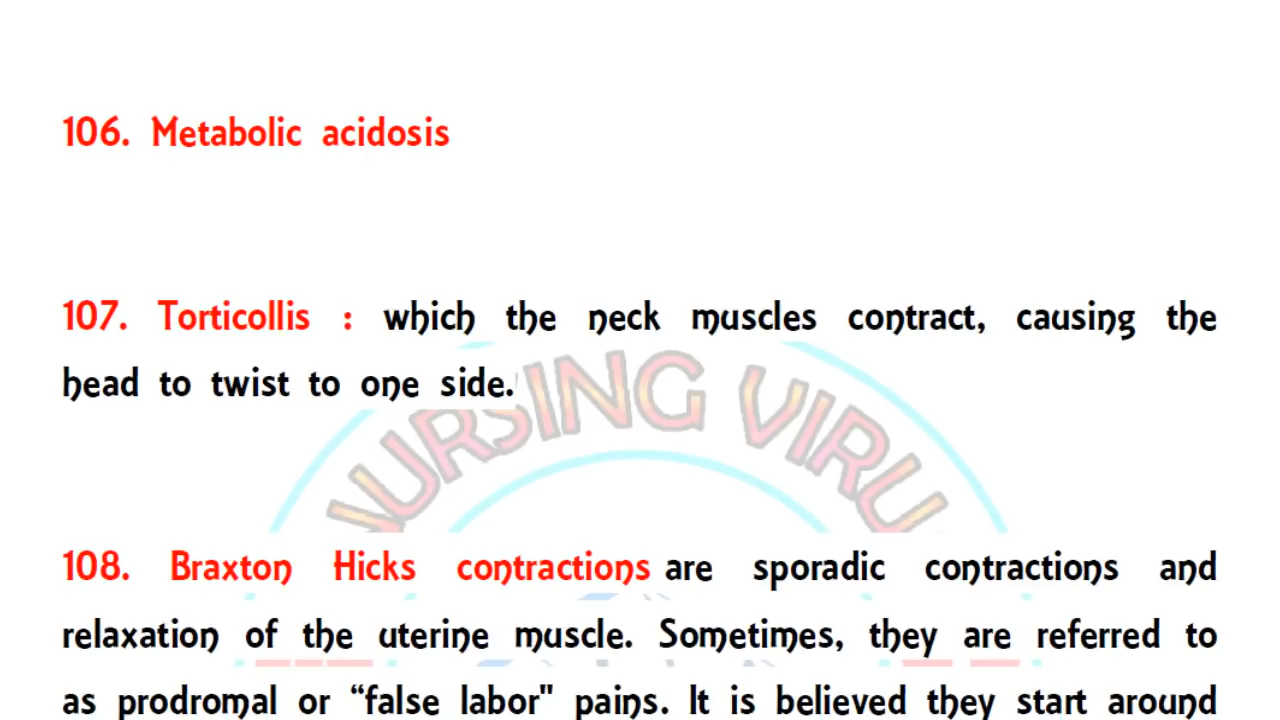 106. Metabolic acidosis
107. Torticollis : which the neck muscles contract, causing the
head to twist to one side.
NURSING VIRU
108. Braxton Hicks contractions are sporadic contractions and
relaxation of the uterine muscle. Sometimes, they are referred to
as prodromal or “false labor" pains. It is believed they start around